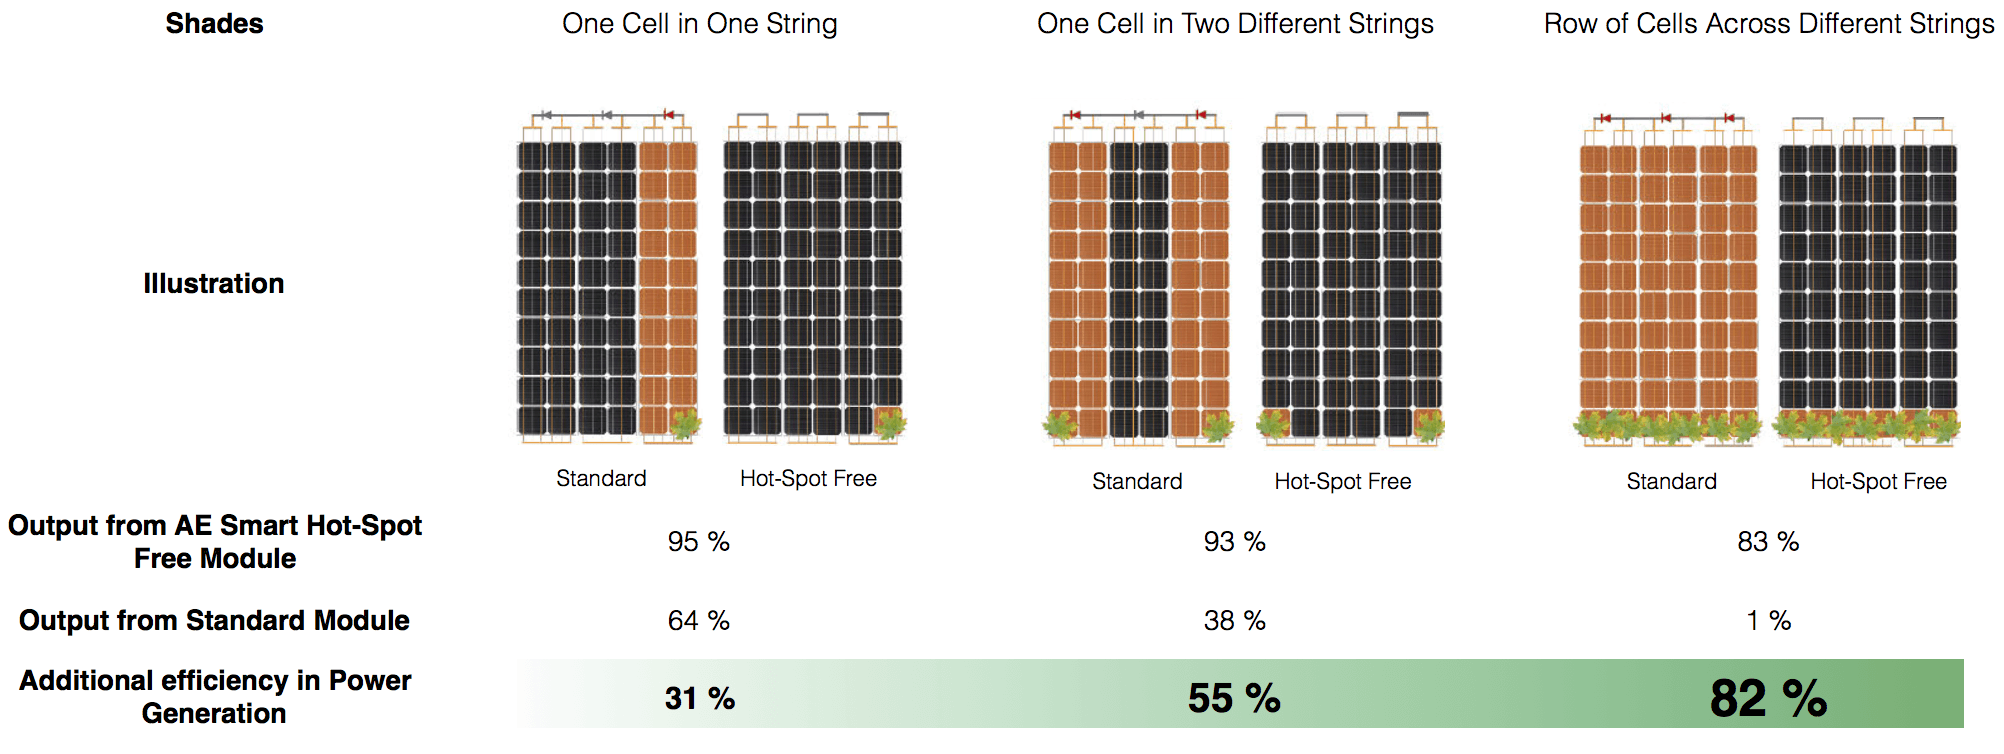 Shades
One Cell in One String
One Cell in Two Different Strings
Row of Cells Across Different Strings
Illustration
Standard
Hot-Spot Free
Standard
Hot-Spot Free
Standard
Hot-Spot Free
Output from AE Smart Hot-Spot
Free Module
95 %
93 %
83 %
Output from Standard Module
64 %
38 %
1 %
Additional efficiency in Power
Generation
31 %
55 %
82 %